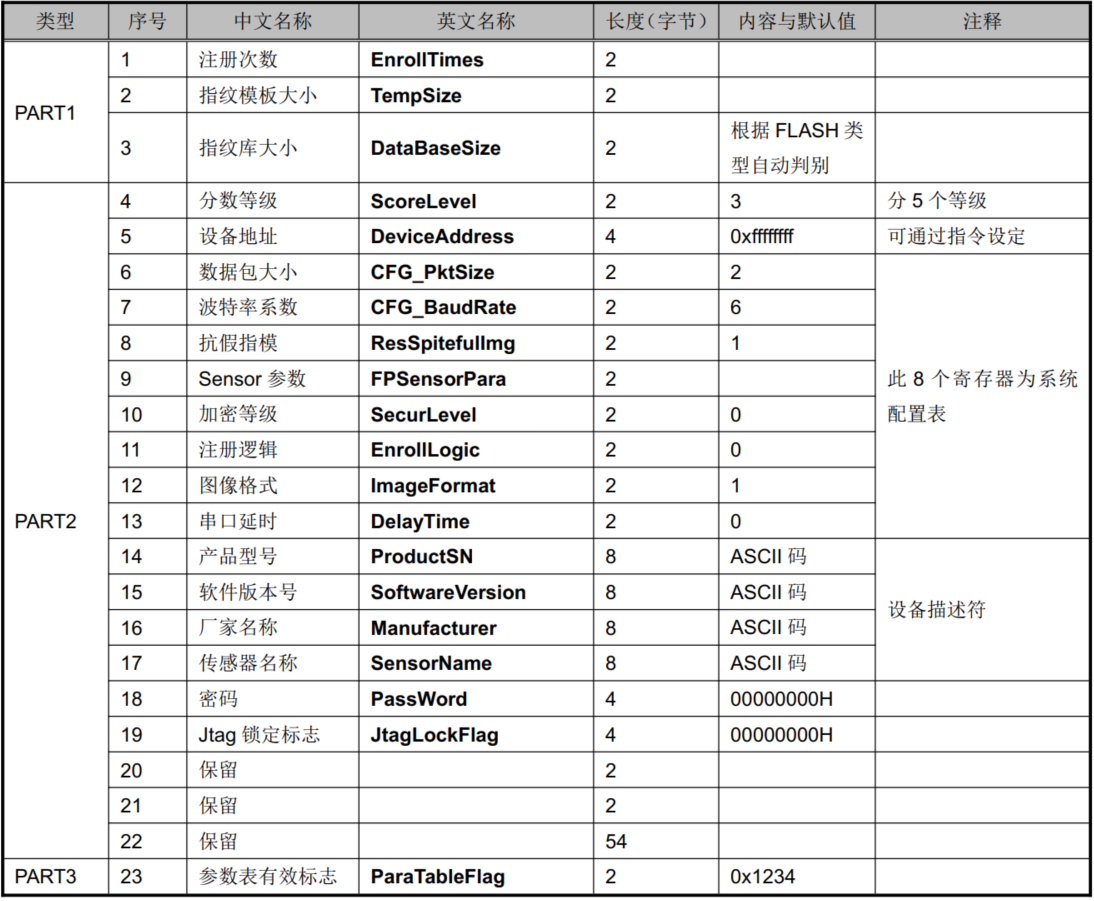 类型 序号 中文名称 英文名称 长度（字节） 内容与默认值 注释
PART1
1 注册次数 EnrollTimes 2
2 指纹模板大小 TempSize 2
3 指纹库大小 DataBaseSize 2 根据 FLASH 类
型自动判别
PART2
4 分数等级 ScoreLevel 2 3 分 5 个等级
5 设备地址 DeviceAddress 4 0xffffffff 可通过指令设定
6 数据包大小 CFG_PktSize 2 2
7 波特率系数 CFG_BaudRate 2 6
8 抗假指模 ResSpitefulImg 2 1
9 Sensor 参数 FPSensorPara 2
此 8 个寄存器为系统
配置表
10 加密等级 SecurLevel 2 0
11 注册逻辑 EnrollLogic 2 0
12 图像格式 ImageFormat 2 1
13 串口延时 DelayTime 2 0
14 产品型号 ProductSN 8 ASCII 码
15 软件版本号 SoftwareVersion 8 ASCII 码
设备描述符
16 厂家名称 Manufacturer 8 ASCII 码
17 传感器名称 SensorName 8 ASCII 码
18 密码 PassWord 4 00000000H
19 Jtag 锁定标志 JtagLockFlag 4 00000000H
20 保留 2
21 保留 2
22 保留 54
PART3 23 参数表有效标志 ParaTableFlag 2 0x1234